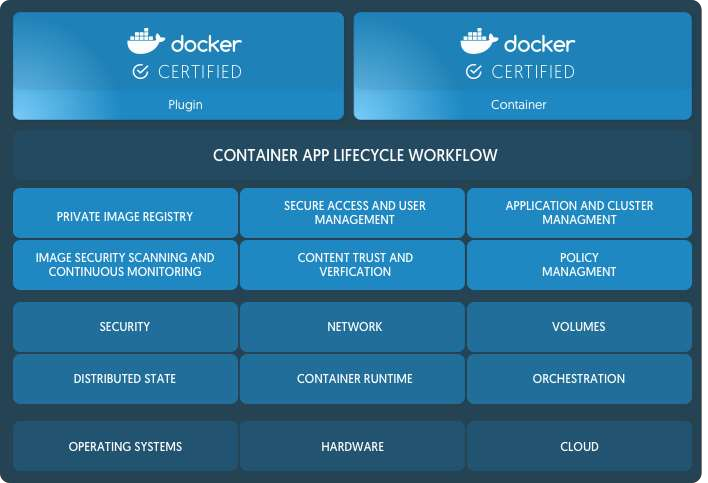 docker
CERTIFIED
Plugin
docker
CERTIFIED
Container
CONTAINER APP LIFECYCLE WORKFLOW
PRIVATE IMAGE REGISTRY
SECURE ACCESS AND USER
MANAGEMENT
APPLICATION AND CLUSTER
MANAGMENT
IMAGE SECURITY SCANNING AND
CONTINUOUS MONITORING
CONTENT TRUST AND
VERFICATION
POLICY
MANAGMENT
SECURITY
NETWORK
VOLUMES
DISTRIBUTED STATE
CONTAINER RUNTIME
ORCHESTRATION
OPERATING SYSTEMS
HARDWARE
CLOUD